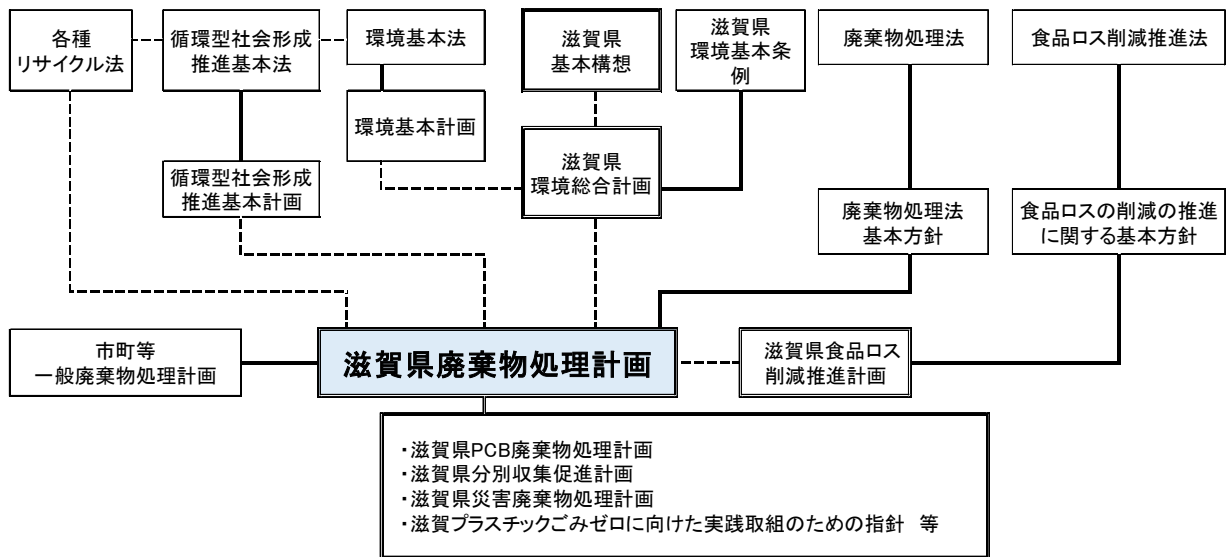 各種
リサイクル法
循環型社会形成
推進基本法
環境基本法
滋賀県
基本構想
滋賀県
環境基本条
例
廃棄物処理法
食品ロス削減推進法
環境基本計画
循環型社会形成
推進基本計画
滋賀県
環境総合計画
廃棄物処理法
基本方針
食品ロスの削減の推進
に関する基本方針
市町等
一般廃棄物処理計画
滋賀県廃棄物処理計画
滋賀県食品ロス
削減推進計画
・滋賀県PCB廃棄物処理計画
・滋賀県分別収集促進計画
・滋賀県災害廃棄物処理計画
・滋賀プラスチックごみゼロに向けた実践取組のための指針　等